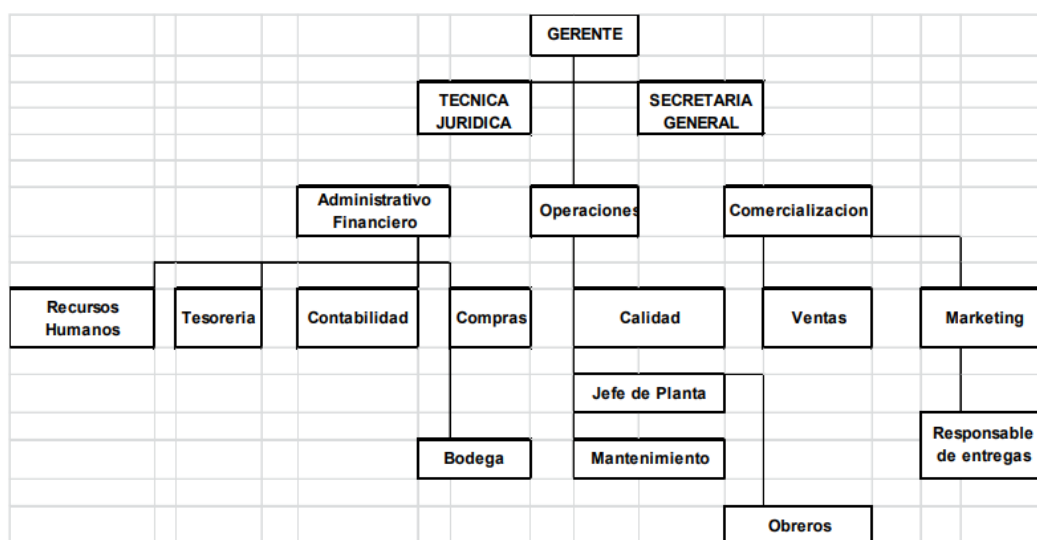 GERENTE
TECNICA
JURIDICA
SECRETARIA
GENERAL
Administrativo
Financiero
Operaciones
Comercializacion
Recursos
Humanos
Tesoreria
Contabilidad
Compras
Calidad
Ventas
Marketing
Jefe de Planta
Responsable
de entregas
Bodega
Mantenimiento
Obreros